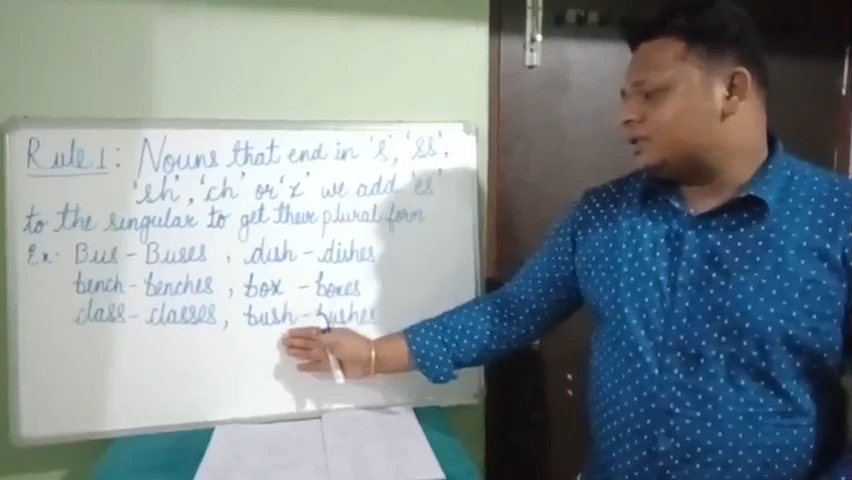 Rule 1: Nouns that end in 's', 'ss',
'sh', 'ch' or 'x' we add 'es'
to the singular to get their plural form
Ex. Bus - Buses, dish - dishes
bench - benches, box - boxes
class - classes, bush - bushes